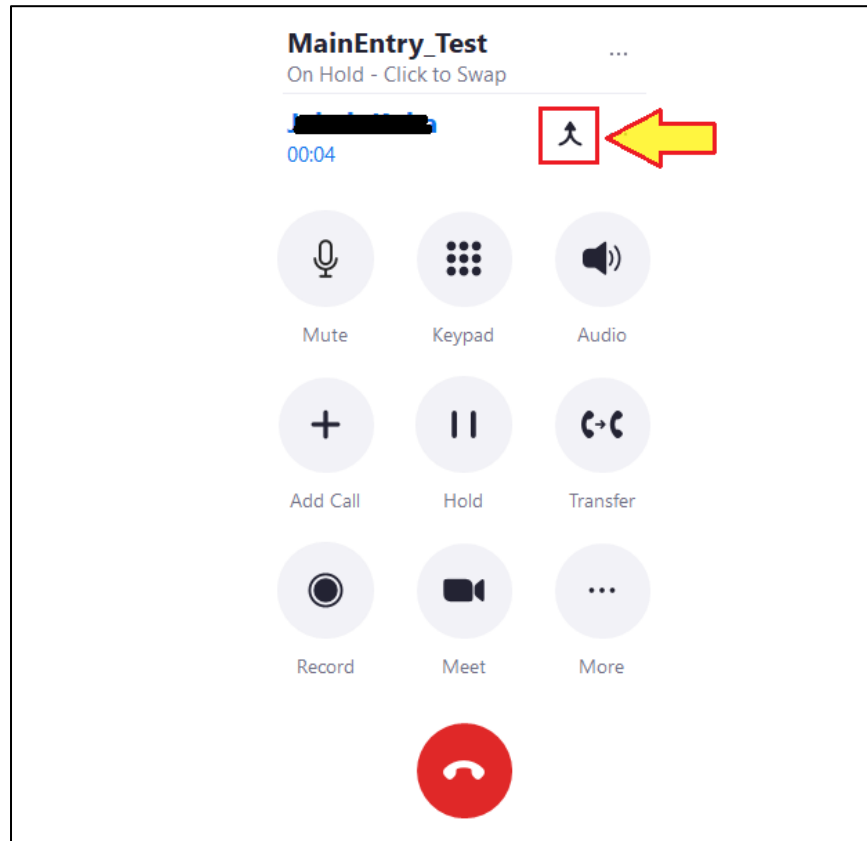 MainEntry_Test
...
On Hold - Click to Swap
00:04
Mute
Keypad
Audio
Add Call
Hold
Transfer
Record
Meet
More